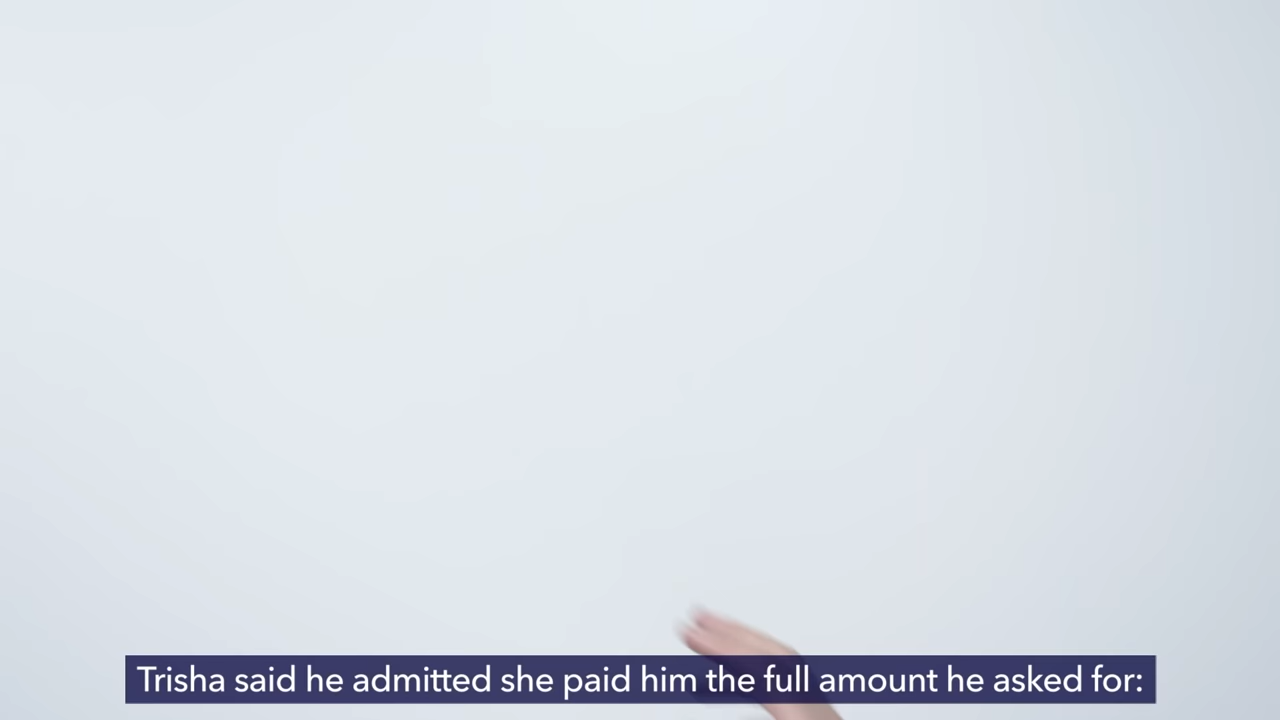 Trisha said he admitted she paid him the full amount he asked for: